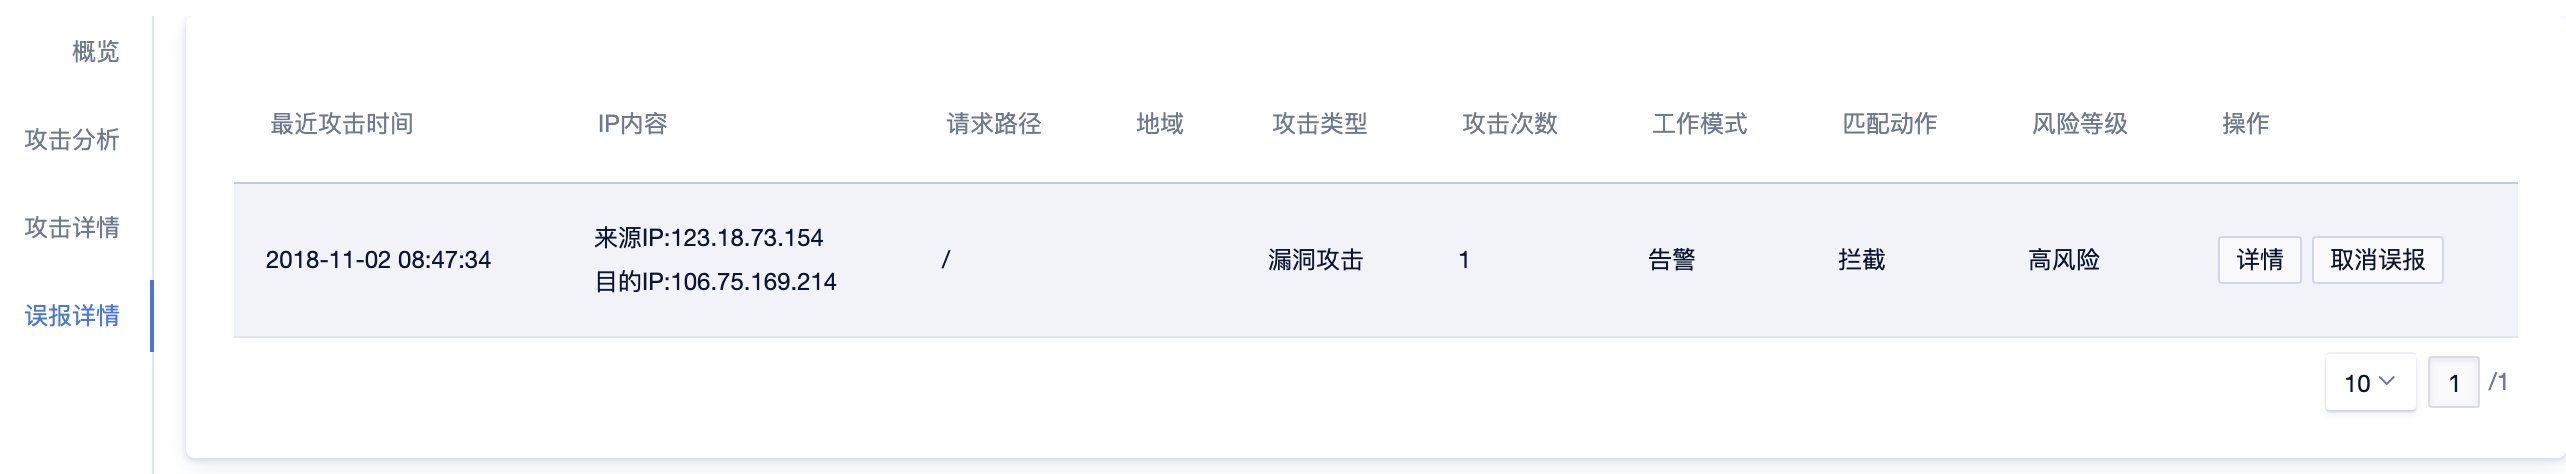 概览
攻击分析
攻击详情
误报详情
最近攻击时间 IP内容 请求路径 地域 攻击类型 攻击次数 工作模式 匹配动作 风险等级 操作
2018-11-02 08:47:34 来源IP:123.18.73.154 / 漏洞攻击 1 告警 拦截 高风险 详情 取消误报
目的IP:106.75.169.214
10 1 /1